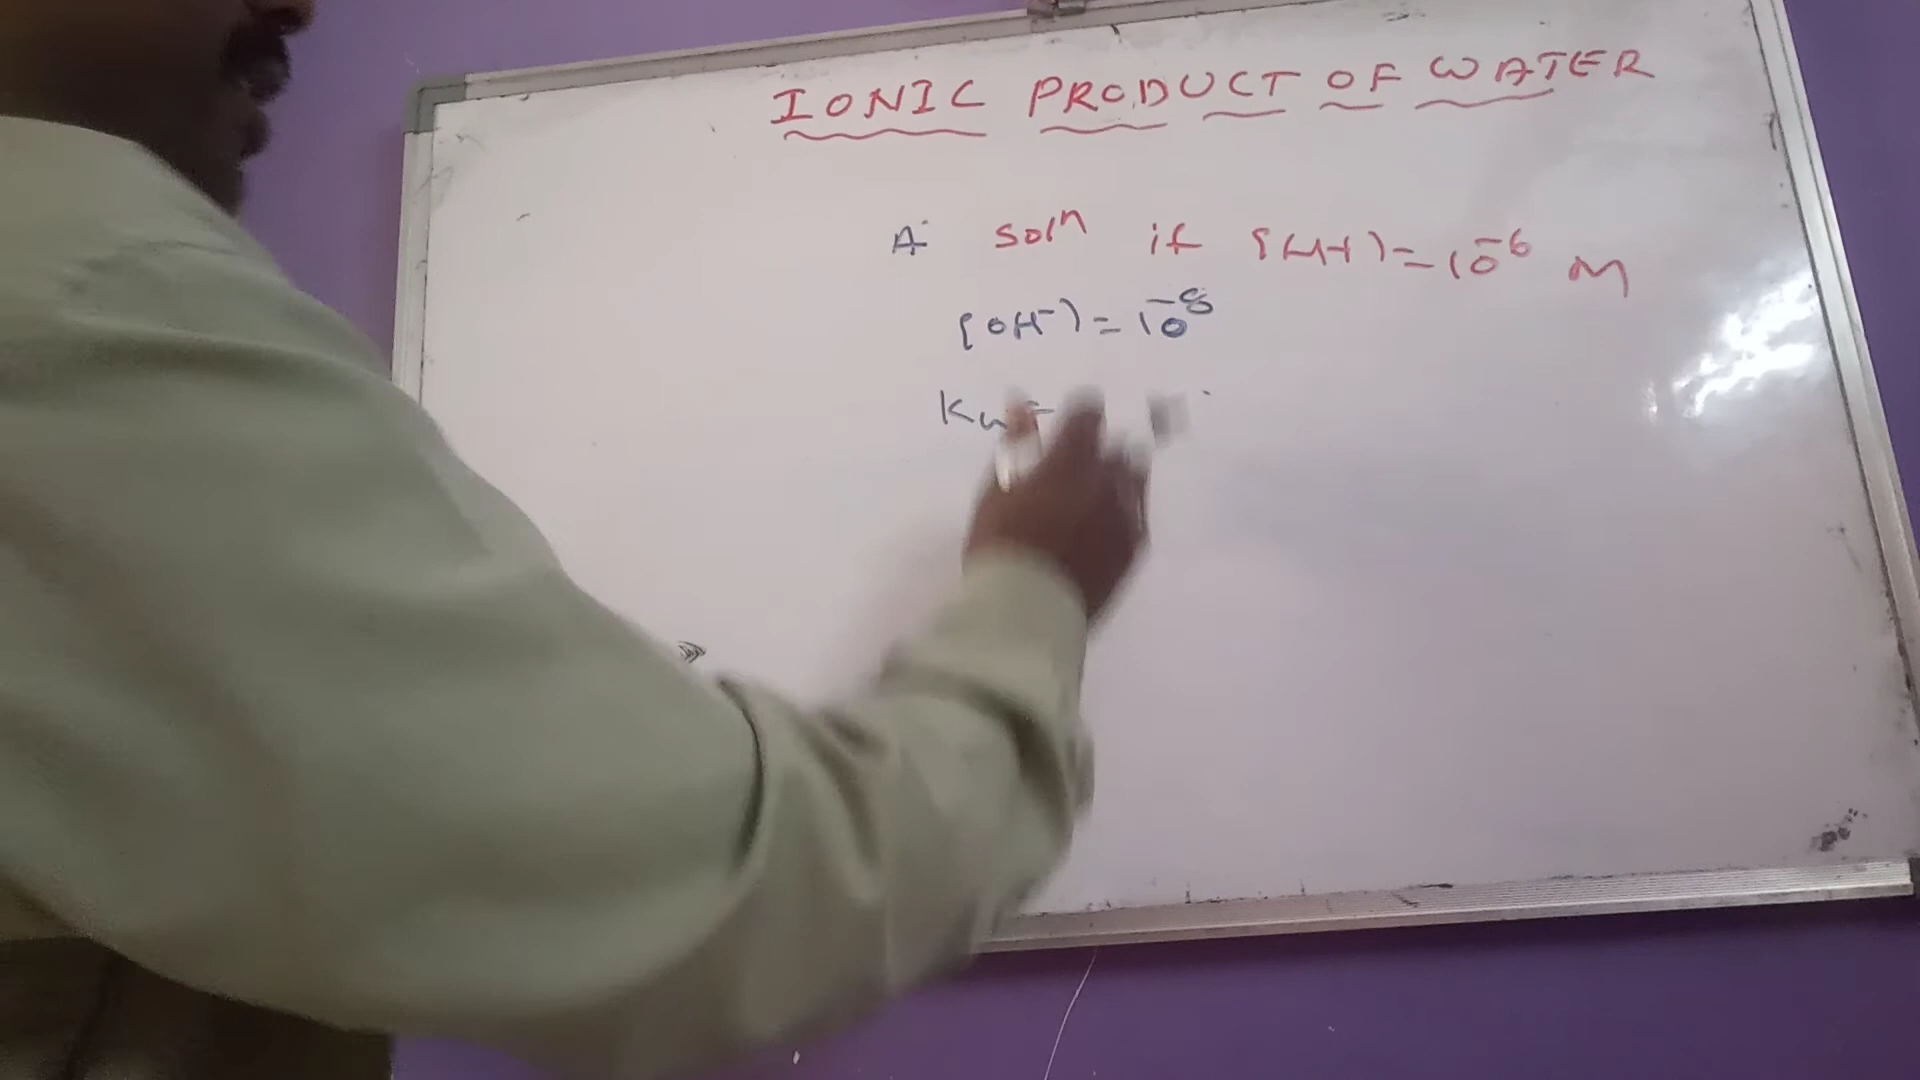 IONIC PRODUCT OF WATER
A solⁿ if [H+) = 10⁻⁶ M
[OH⁻) = 10⁻⁸
Kw =